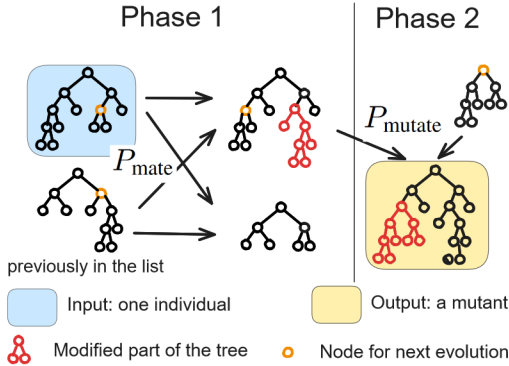 Phase 1
Phase 2
P_mate
P_mutate
previously in the list
Input: one individual
Output: a mutant
Modified part of the tree
Node for next evolution